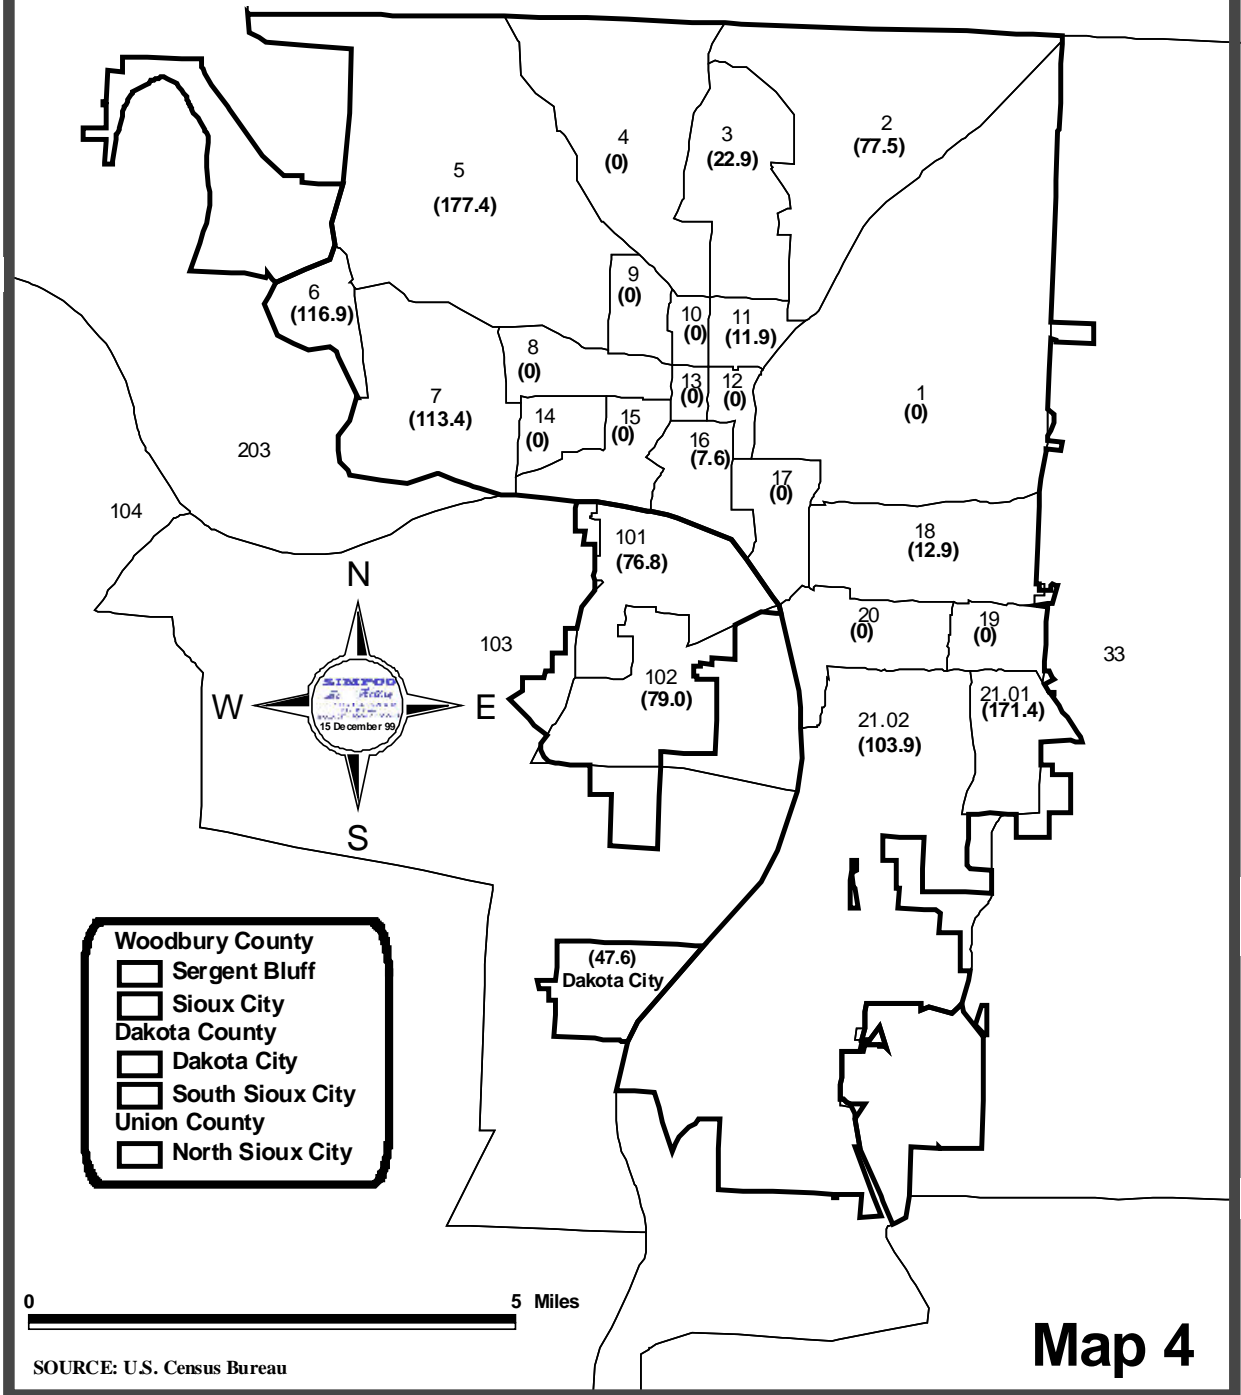 4
(0)
3
(22.9)
2
(77.5)
5
(177.4)
9
(0)
6
(116.9)
10
(0)
11
(11.9)
8
(0)
13
(0)
12
(0)
1
(0)
7
(113.4)
14
(0)
15
(0)
16
(7.6)
203
17
(0)
104
101
(76.8)
18
(12.9)
N
20
(0)
19
(0)
103
33
102
(79.0)
SIMPCO
W
E
21.01
(171.4)
15 December 99
21.02
(103.9)
S
Woodbury County
Sergent Bluff
Sioux City
Dakota County
Dakota City
South Sioux City
Union County
North Sioux City
(47.6)
Dakota City
0 5 Miles
Map 4
SOURCE: U.S. Census Bureau